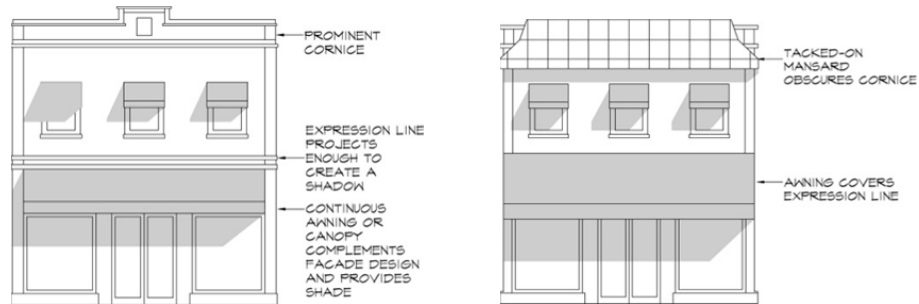 PROMINENT
CORNICE
EXPRESSION LINE
PROJECTS
ENOUGH TO
CREATE A
SHADOW
CONTINUOUS
AWNING OR
CANOPY
COMPLEMENTS
FACADE DESIGN
AND PROVIDES
SHADE
TACKED-ON
MANSARD
OBSCURES CORNICE
AWNING COVERS
EXPRESSION LINE